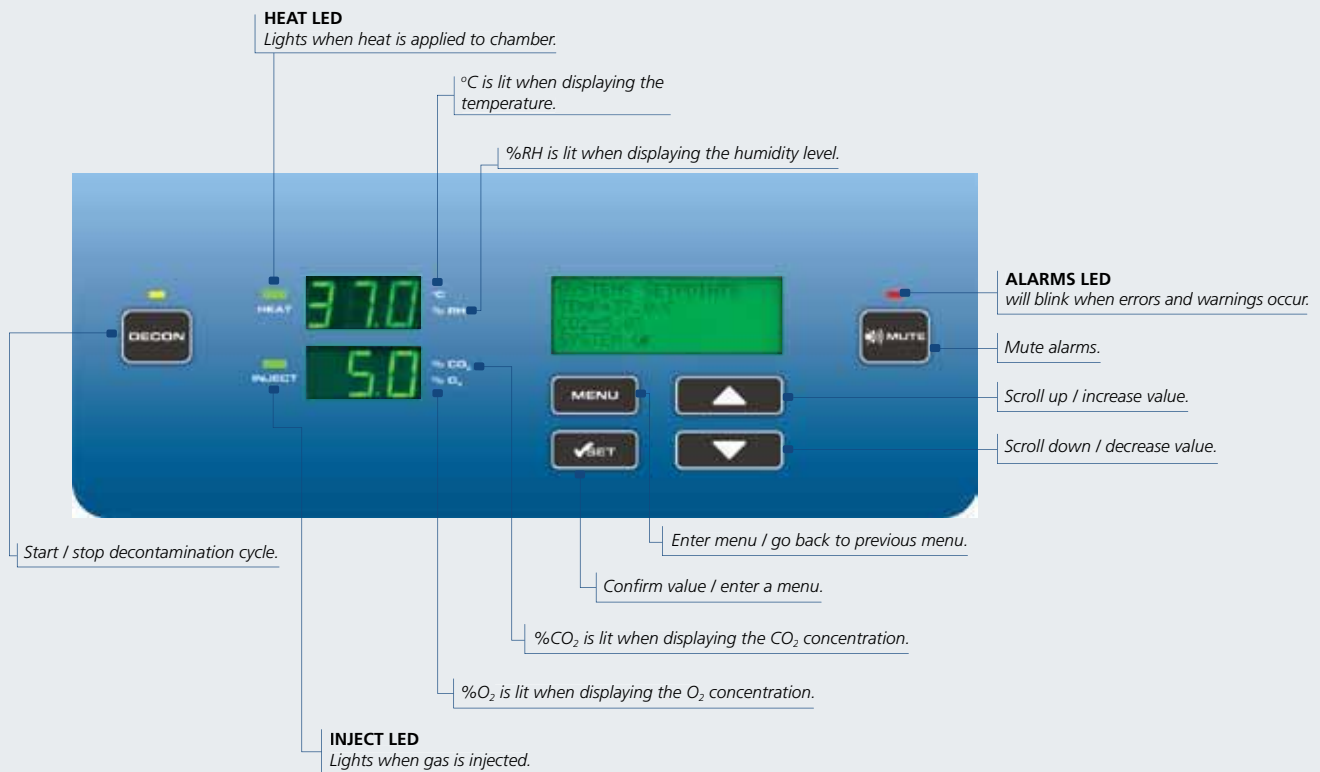 HEAT LED
Lights when heat is applied to chamber.
°C is lit when displaying the
temperature.
%RH is lit when displaying the humidity level.
ALARMS LED
will blink when errors and warnings occur.
HEAT
37.0
°C
% RH
DECON
INJECT
5.0
% CO₂
% O₂
MUTE
Mute alarms.
MENU
Scroll up / increase value.
SET
Scroll down / decrease value.
Start / stop decontamination cycle.
Enter menu / go back to previous menu.
Confirm value / enter a menu.
%CO₂ is lit when displaying the CO₂ concentration.
%O₂ is lit when displaying the O₂ concentration.
INJECT LED
Lights when gas is injected.